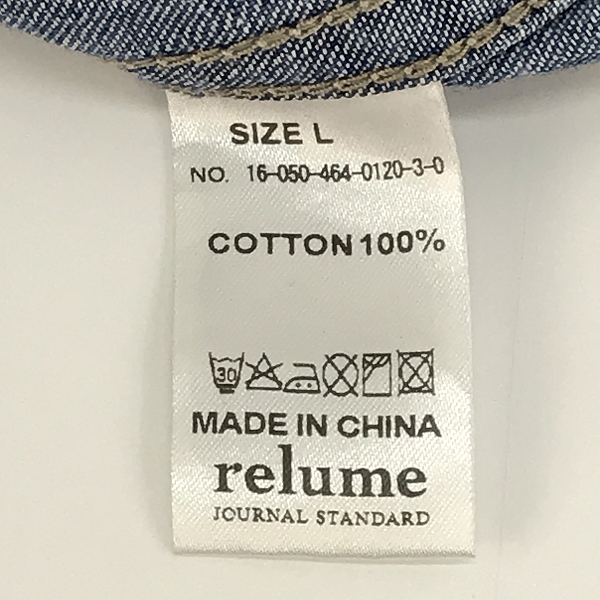 SIZE L
NO. 16-050-464-0120-3-0
COTTON 100%
30
MADE IN CHINA
relume
JOURNAL STANDARD